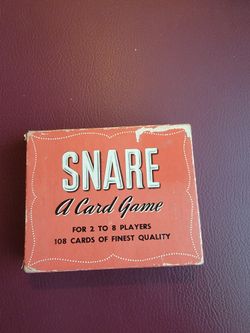 SNARE
A Card Game
FOR 2 TO 8 PLAYERS
108 CARDS OF FINEST QUALITY